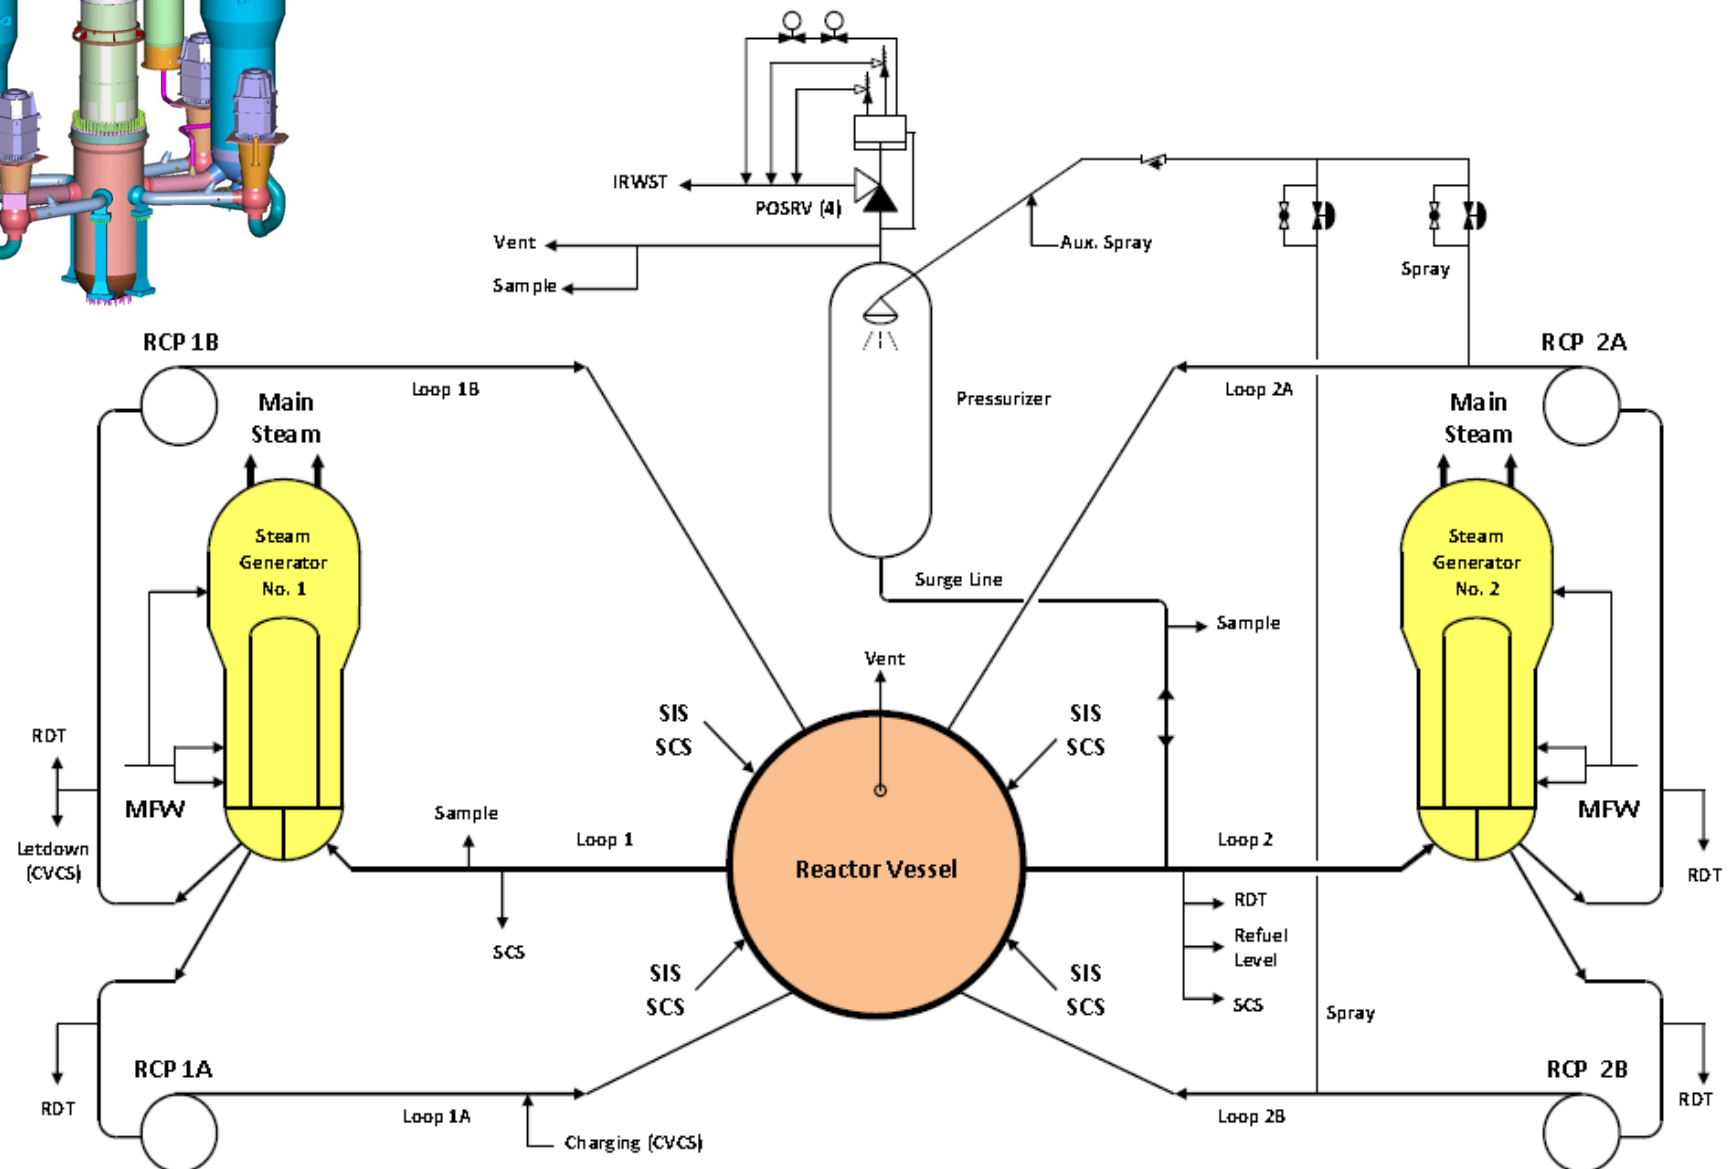 IRWST
POSRV (4)
Vent
Aux. Spray
Sample
Spray
RCP 1B
RCP 2A
Loop 1B
Loop 2A
Main
Steam
Pressurizer
Main
Steam
Steam
Generator
No. 1
Steam
Generator
No. 2
Surge Line
Sample
Vent
SIS
SCS
SIS
SCS
RDT
MFW
MFW
Sample
Loop 1
Loop 2
Letdown
(CVCS)
Reactor Vessel
RDT
RDT
Refuel
Level
SCS
SCS
SIS
SCS
SIS
SCS
Spray
RCP 1A
RCP 2B
RDT
RDT
Loop 1A
Loop 2B
Charging (CVCS)